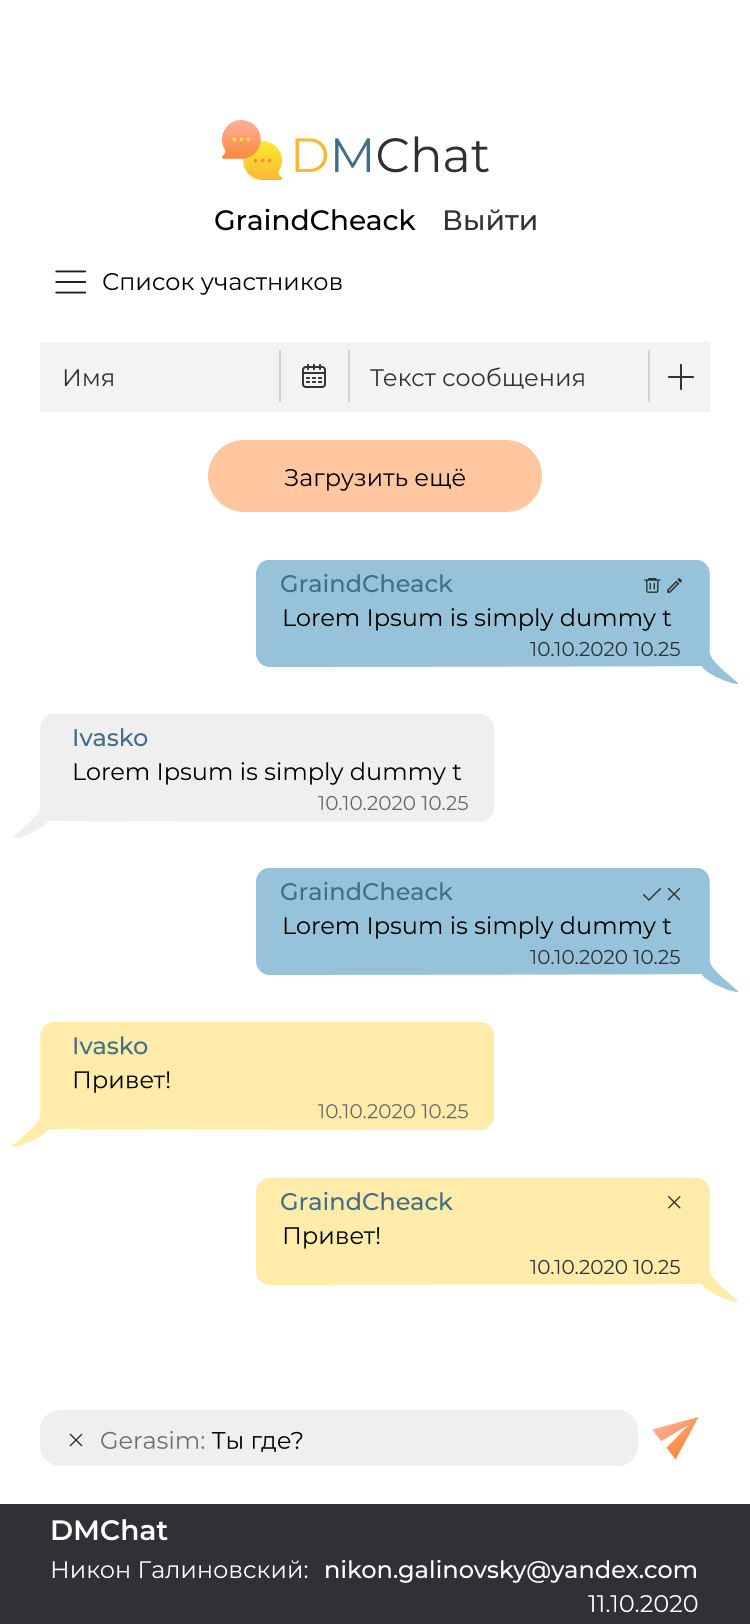 DMChat
GraindCheack Выйти
Список участников
Имя Текст сообщения
Загрузить ещё
GraindCheack
Lorem Ipsum is simply dummy t
10.10.2020 10.25
Ivasko
Lorem Ipsum is simply dummy t
10.10.2020 10.25
GraindCheack
Lorem Ipsum is simply dummy t
10.10.2020 10.25
Ivasko
Привет!
10.10.2020 10.25
GraindCheack
Привет!
10.10.2020 10.25
Gerasim: Ты где?
DMChat
Никон Галиновский: nikon.galinovsky@yandex.com
11.10.2020